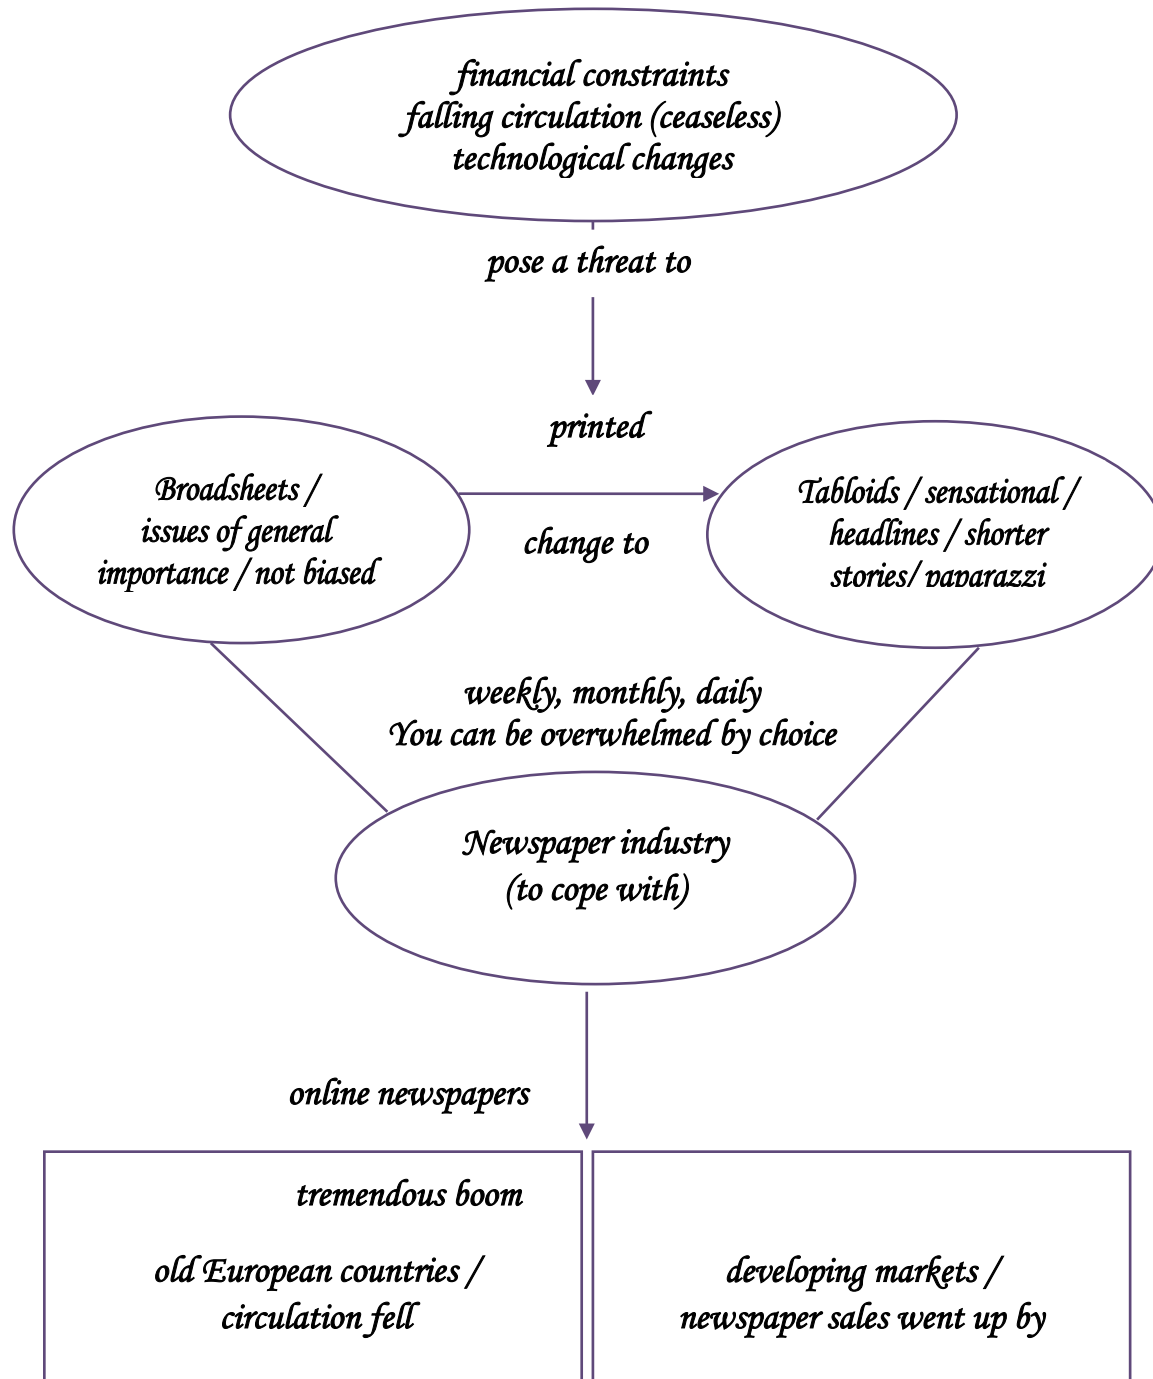 financial constraints
falling circulation (ceaseless)
technological changes
pose a threat to
printed
Broadsheets /
issues of general
importance / not biased
change to
Tabloids / sensational /
headlines / shorter
stories/ paparazzi
weekly, monthly, daily
You can be overwhelmed by choice
Newspaper industry
(to cope with)
online newspapers
tremendous boom
old European countries /
circulation fell
developing markets /
newspaper sales went up by